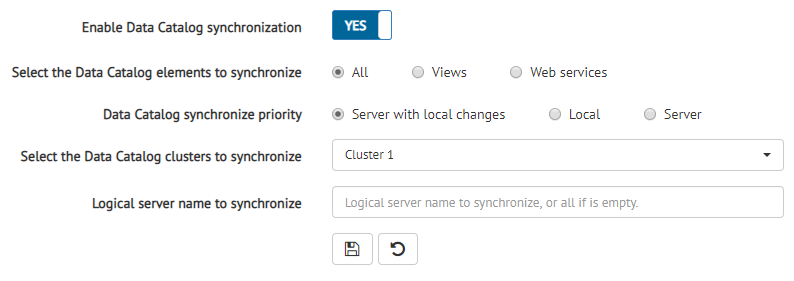 Enable Data Catalog synchronization YES
Select the Data Catalog elements to synchronize All Views Web services
Data Catalog synchronize priority Server with local changes Local Server
Select the Data Catalog clusters to synchronize Cluster 1
Logical server name to synchronize Logical server name to synchronize, or all if is empty.